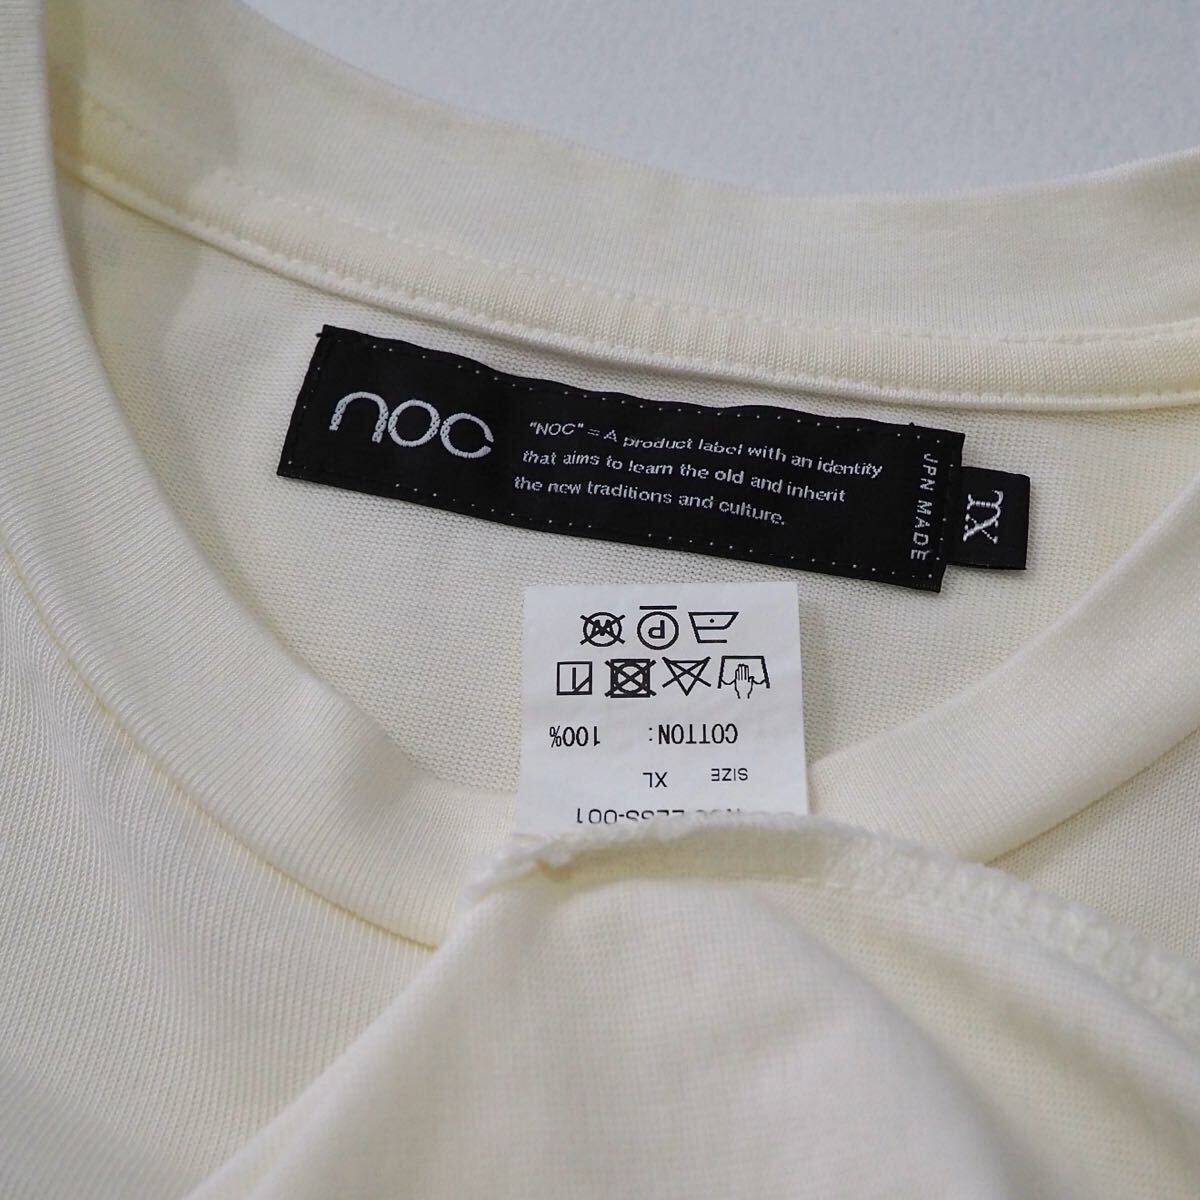 noc
"NOC" = A product label with an identity
that aims to learn the old and inherit
the new traditions and culture.
JPN MADE
XL
SIZE XL
COTTON: 100%